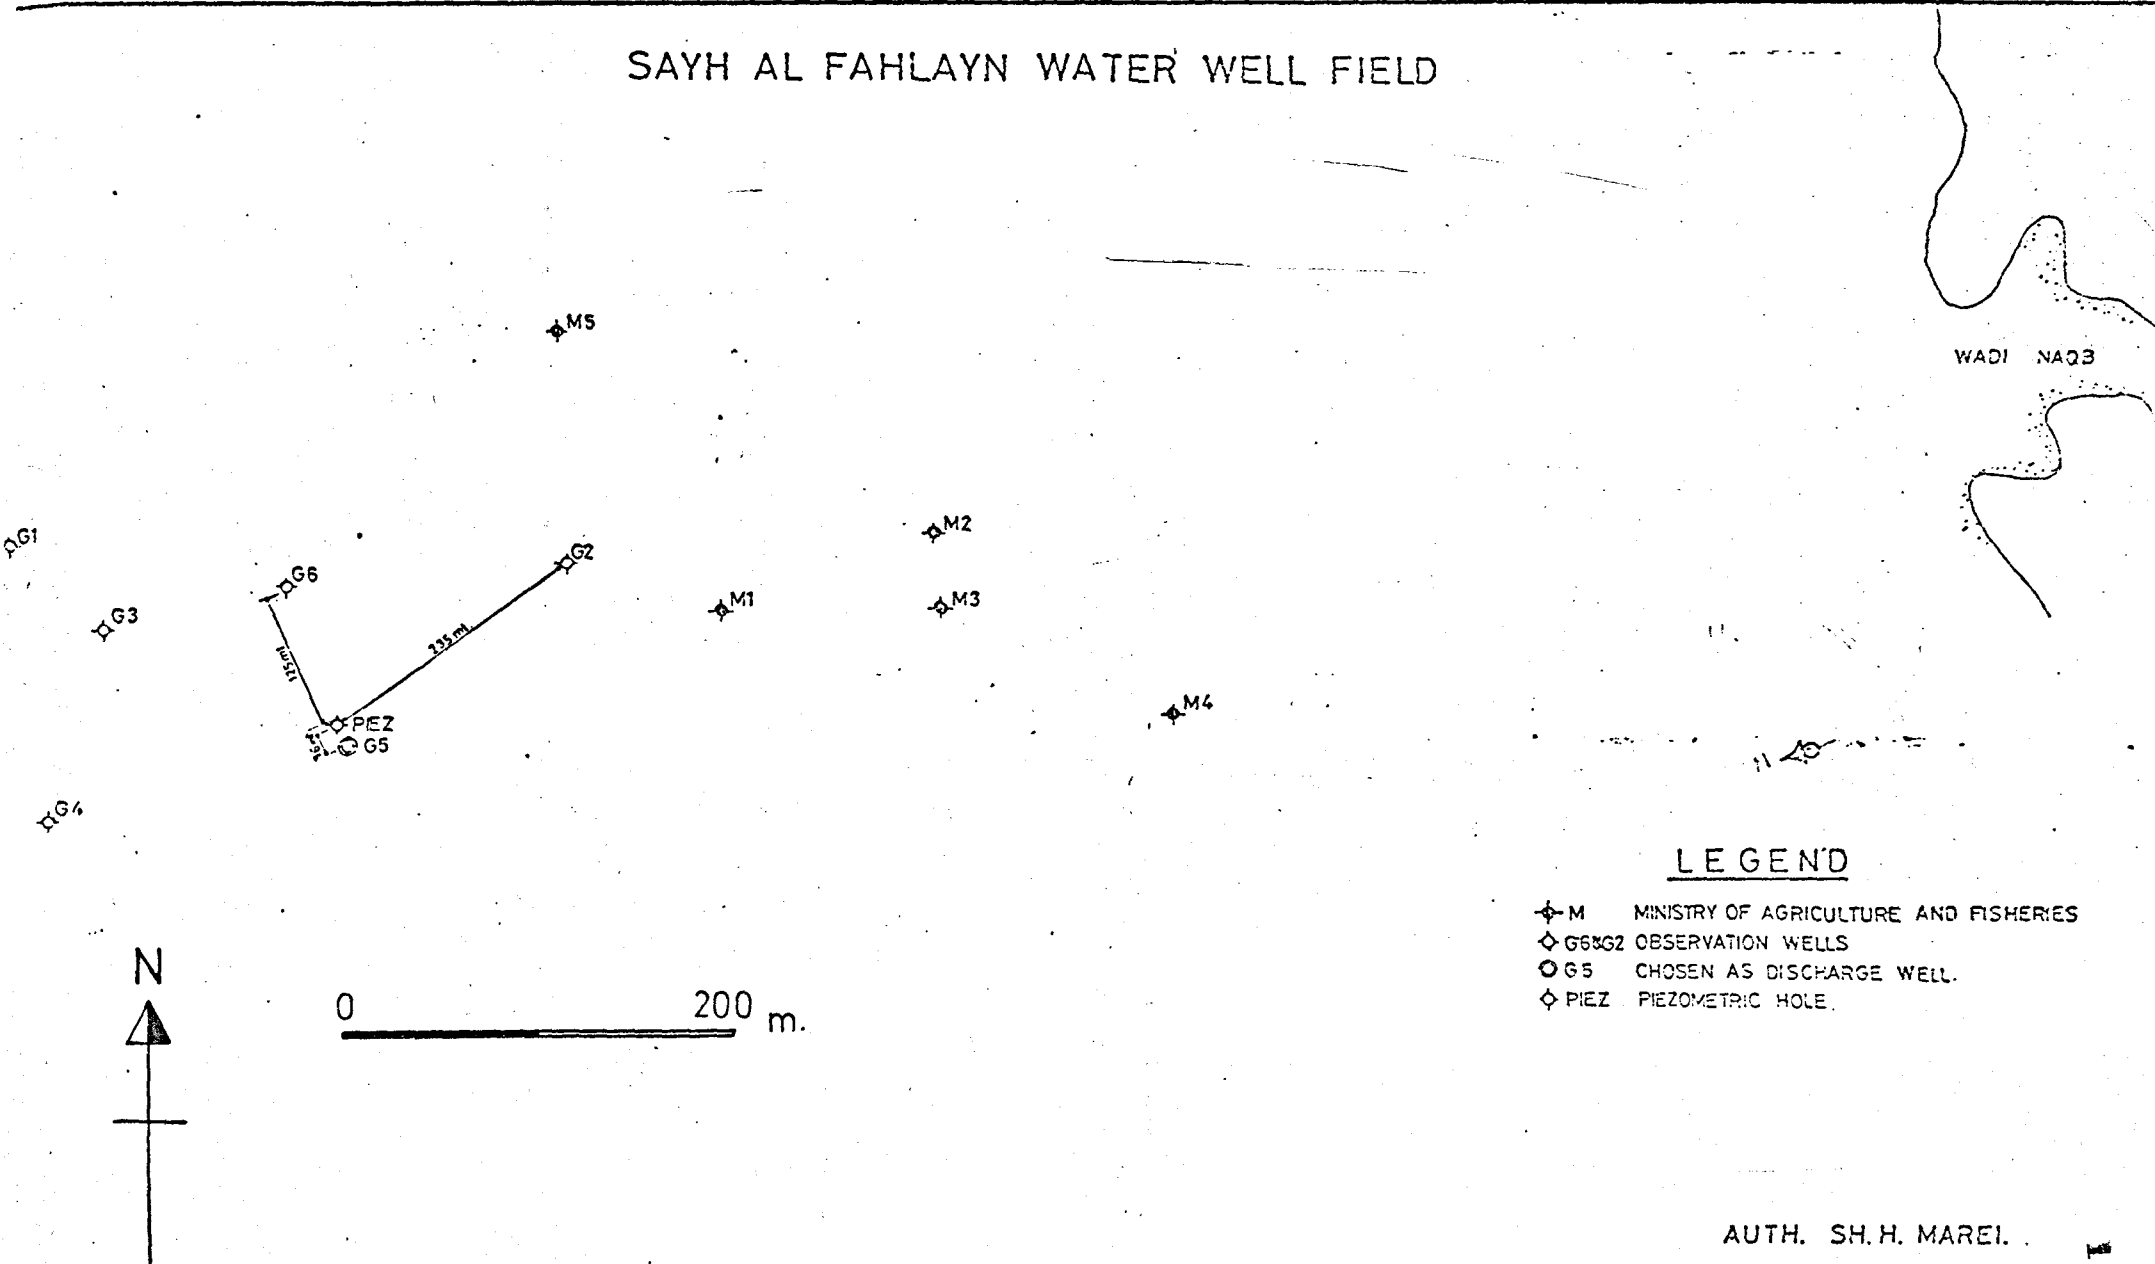 SAYH AL FAHLAYN WATER WELL FIELD
M5
WADI NAQB
G1
G6
G2
M2
G3
M1
M3
235mt.
125mt
M4
PIEZ
G5
G4
LEGEND
M MINISTRY OF AGRICULTURE AND FISHERIES
G6&G2 OBSERVATION WELLS
G5 CHOSEN AS DISCHARGE WELL.
PIEZ PIEZOMETRIC HOLE.
N
0 200 m.
AUTH. SH. H. MAREI.